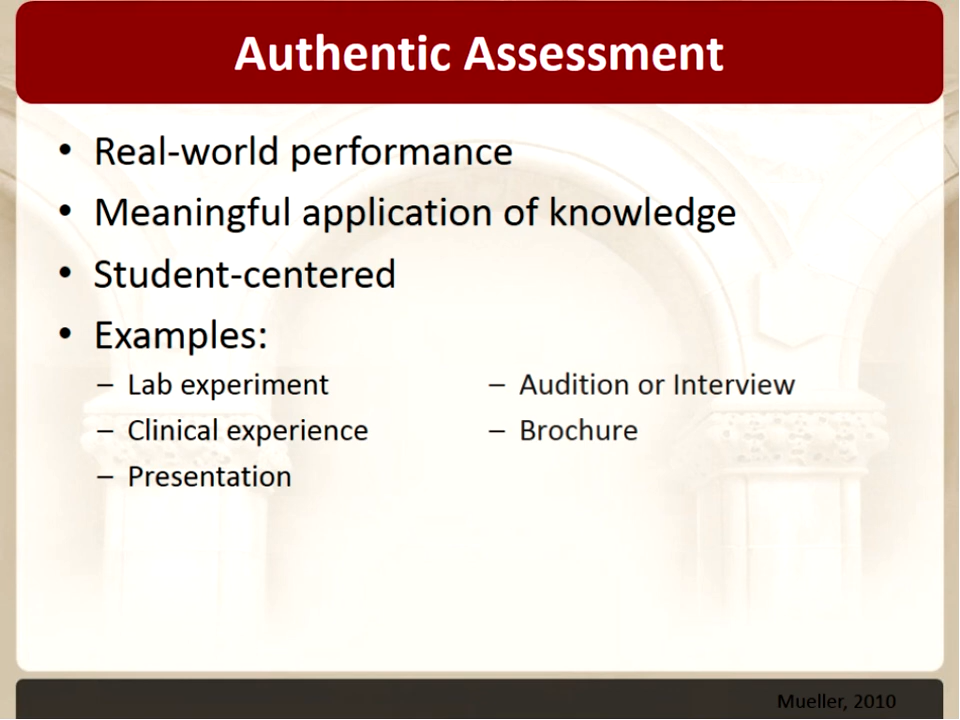 Authentic Assessment
• Real-world performance
• Meaningful application of knowledge
• Student-centered
• Examples:
– Lab experiment
– Clinical experience
– Presentation
– Audition or Interview
– Brochure
Mueller, 2010